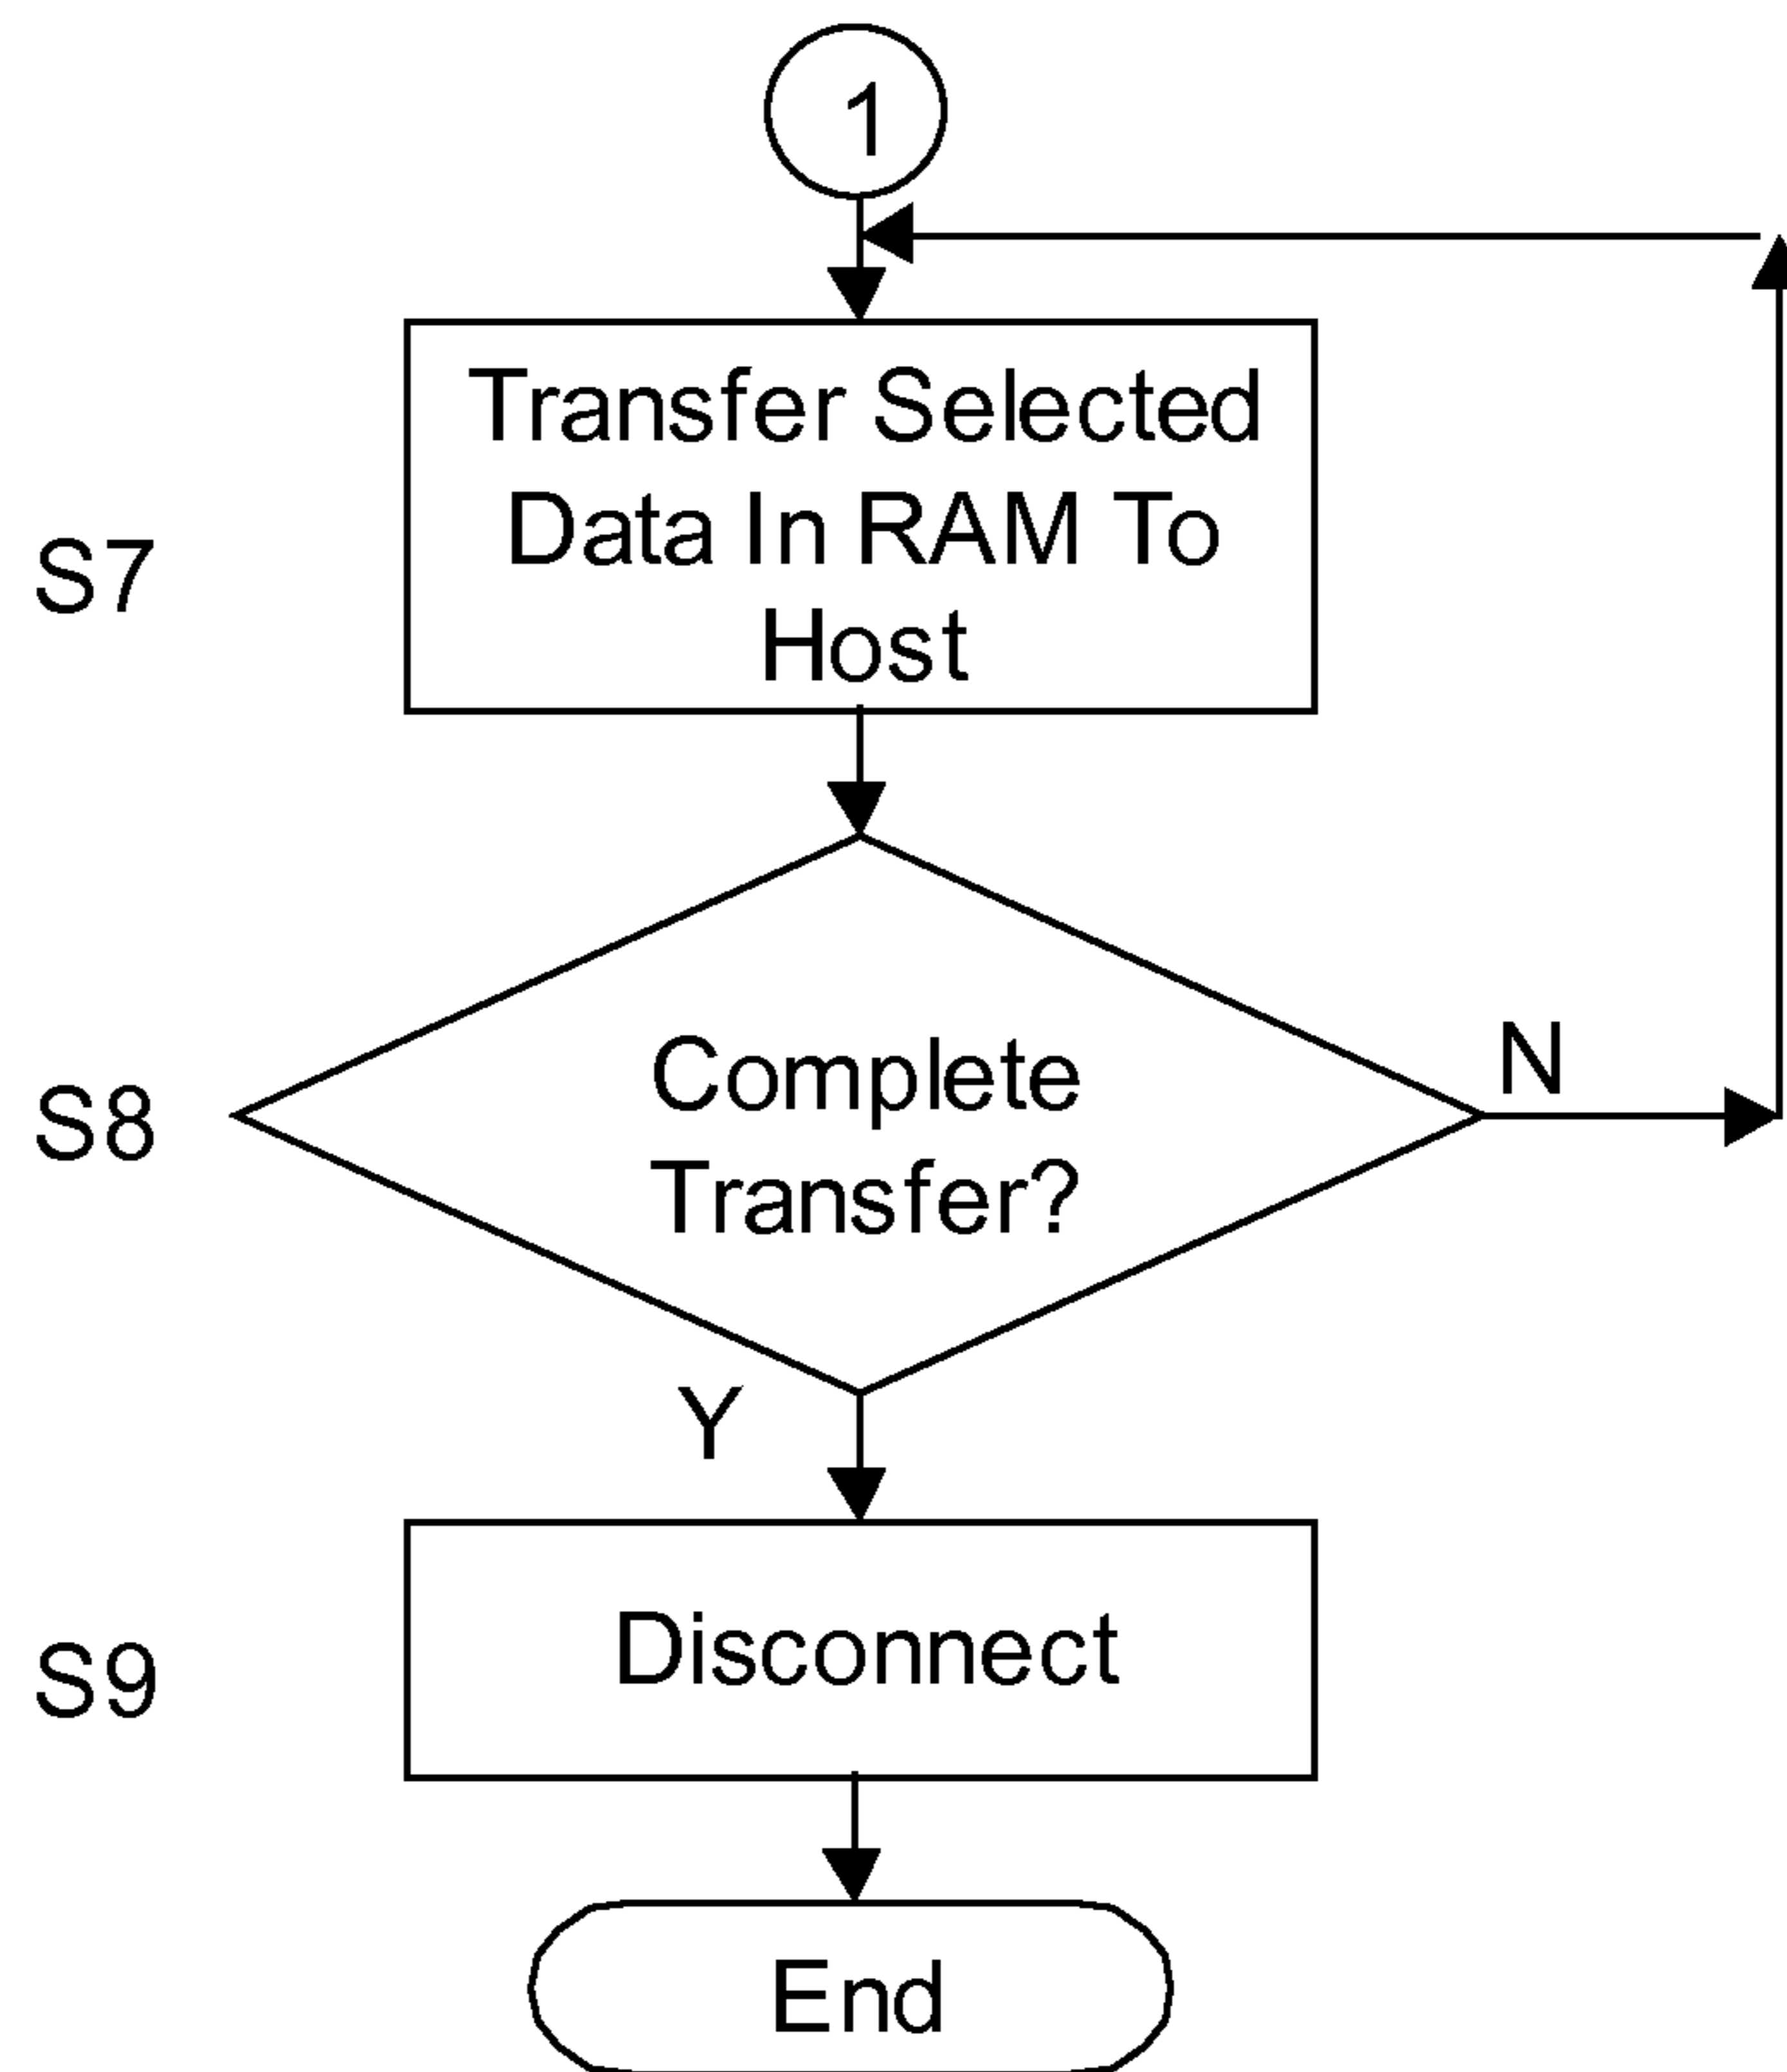 1
Transfer Selected
Data In RAM To
Host
S7
Complete
Transfer?
N
S8
Y
Disconnect
S9
End